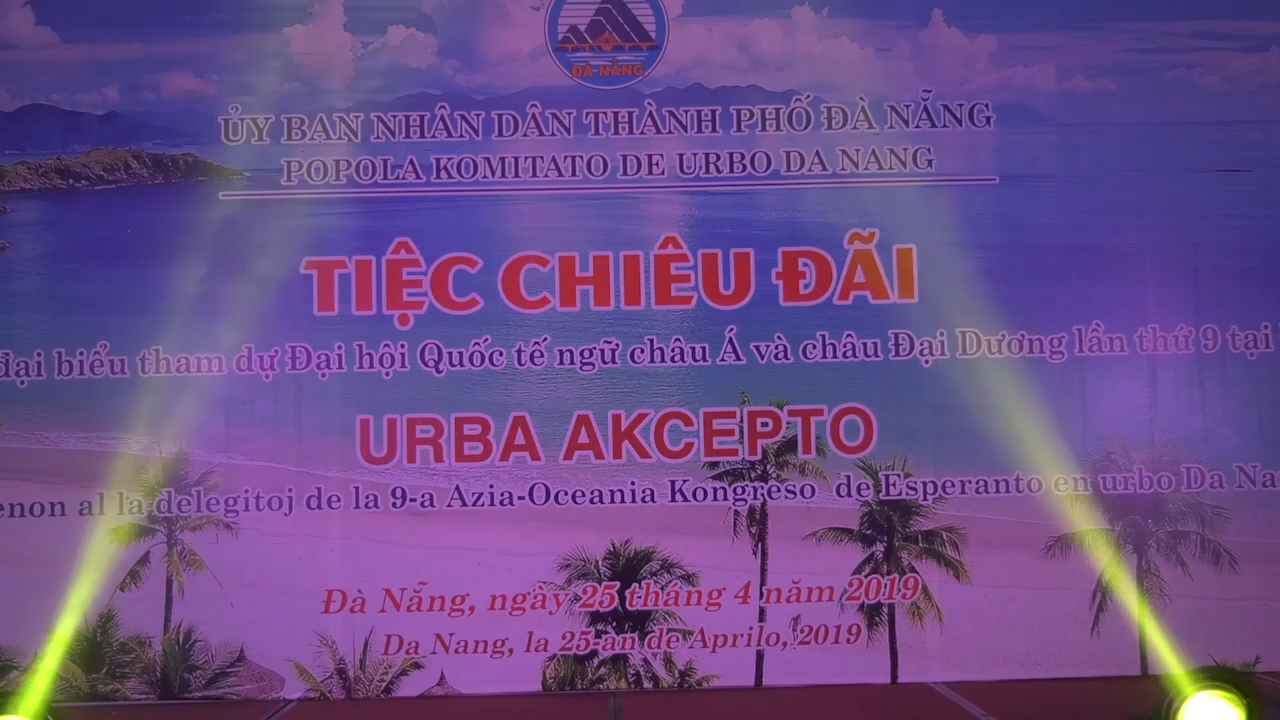 ĐÀ NẴNG
ỦY BAN NHÂN DÂN THÀNH PHỐ ĐÀ NẴNG
POPOLA KOMITATO DE URBO DA NANG
TIỆC CHIÊU ĐÃI
đại biểu tham dự Đại hội Quốc tế ngữ châu Á và châu Đại Dương lần thứ 9 tại
URBA AKCEPTO
enon al la delegitoj de la 9-a Azia-Oceania Kongreso de Esperanto en urbo Da Na
Đà Nẵng, ngày 25 tháng 4 năm 2019
Da Nang, la 25-an de Aprilo, 2019